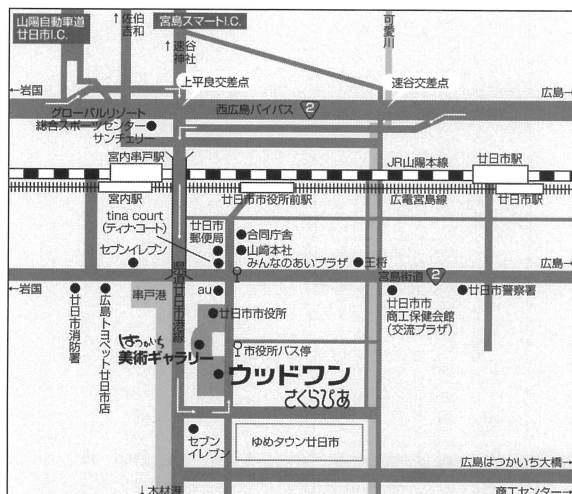 山陽自動車道
廿日市I.C.
↑佐伯
吉和
宮島スマートI.C.
↑速谷
神社
可愛川
←岩国
上平良交差点
速谷交差点
広島→
西広島バイパス
2
グローバルリゾート
総合スポーツセンター
サンチェリー
宮内串戸駅
JR山陽本線
廿日市駅
宮内駅
廿日市市役所前駅
広電宮島線
廿日市駅
tina court
(ティナ・コート)
廿日市
郵便局
合同庁舎
山崎本社
みんなのあいプラザ
王将
セブンイレブン
県道廿日市港線
宮島街道
2
広島→
←岩国
廿日市消防署
広島トヨペット廿日市店
串戸港
au
廿日市市役所
廿日市市
商工保健会館
(交流プラザ)
廿日市警察署
はつかいち
美術ギャラリー
市役所バス停
ウッドワン
さくらぴあ
セブン
イレブン
ゆめタウン廿日市
広島はつかいち大橋→
↓木材港
商工センター→